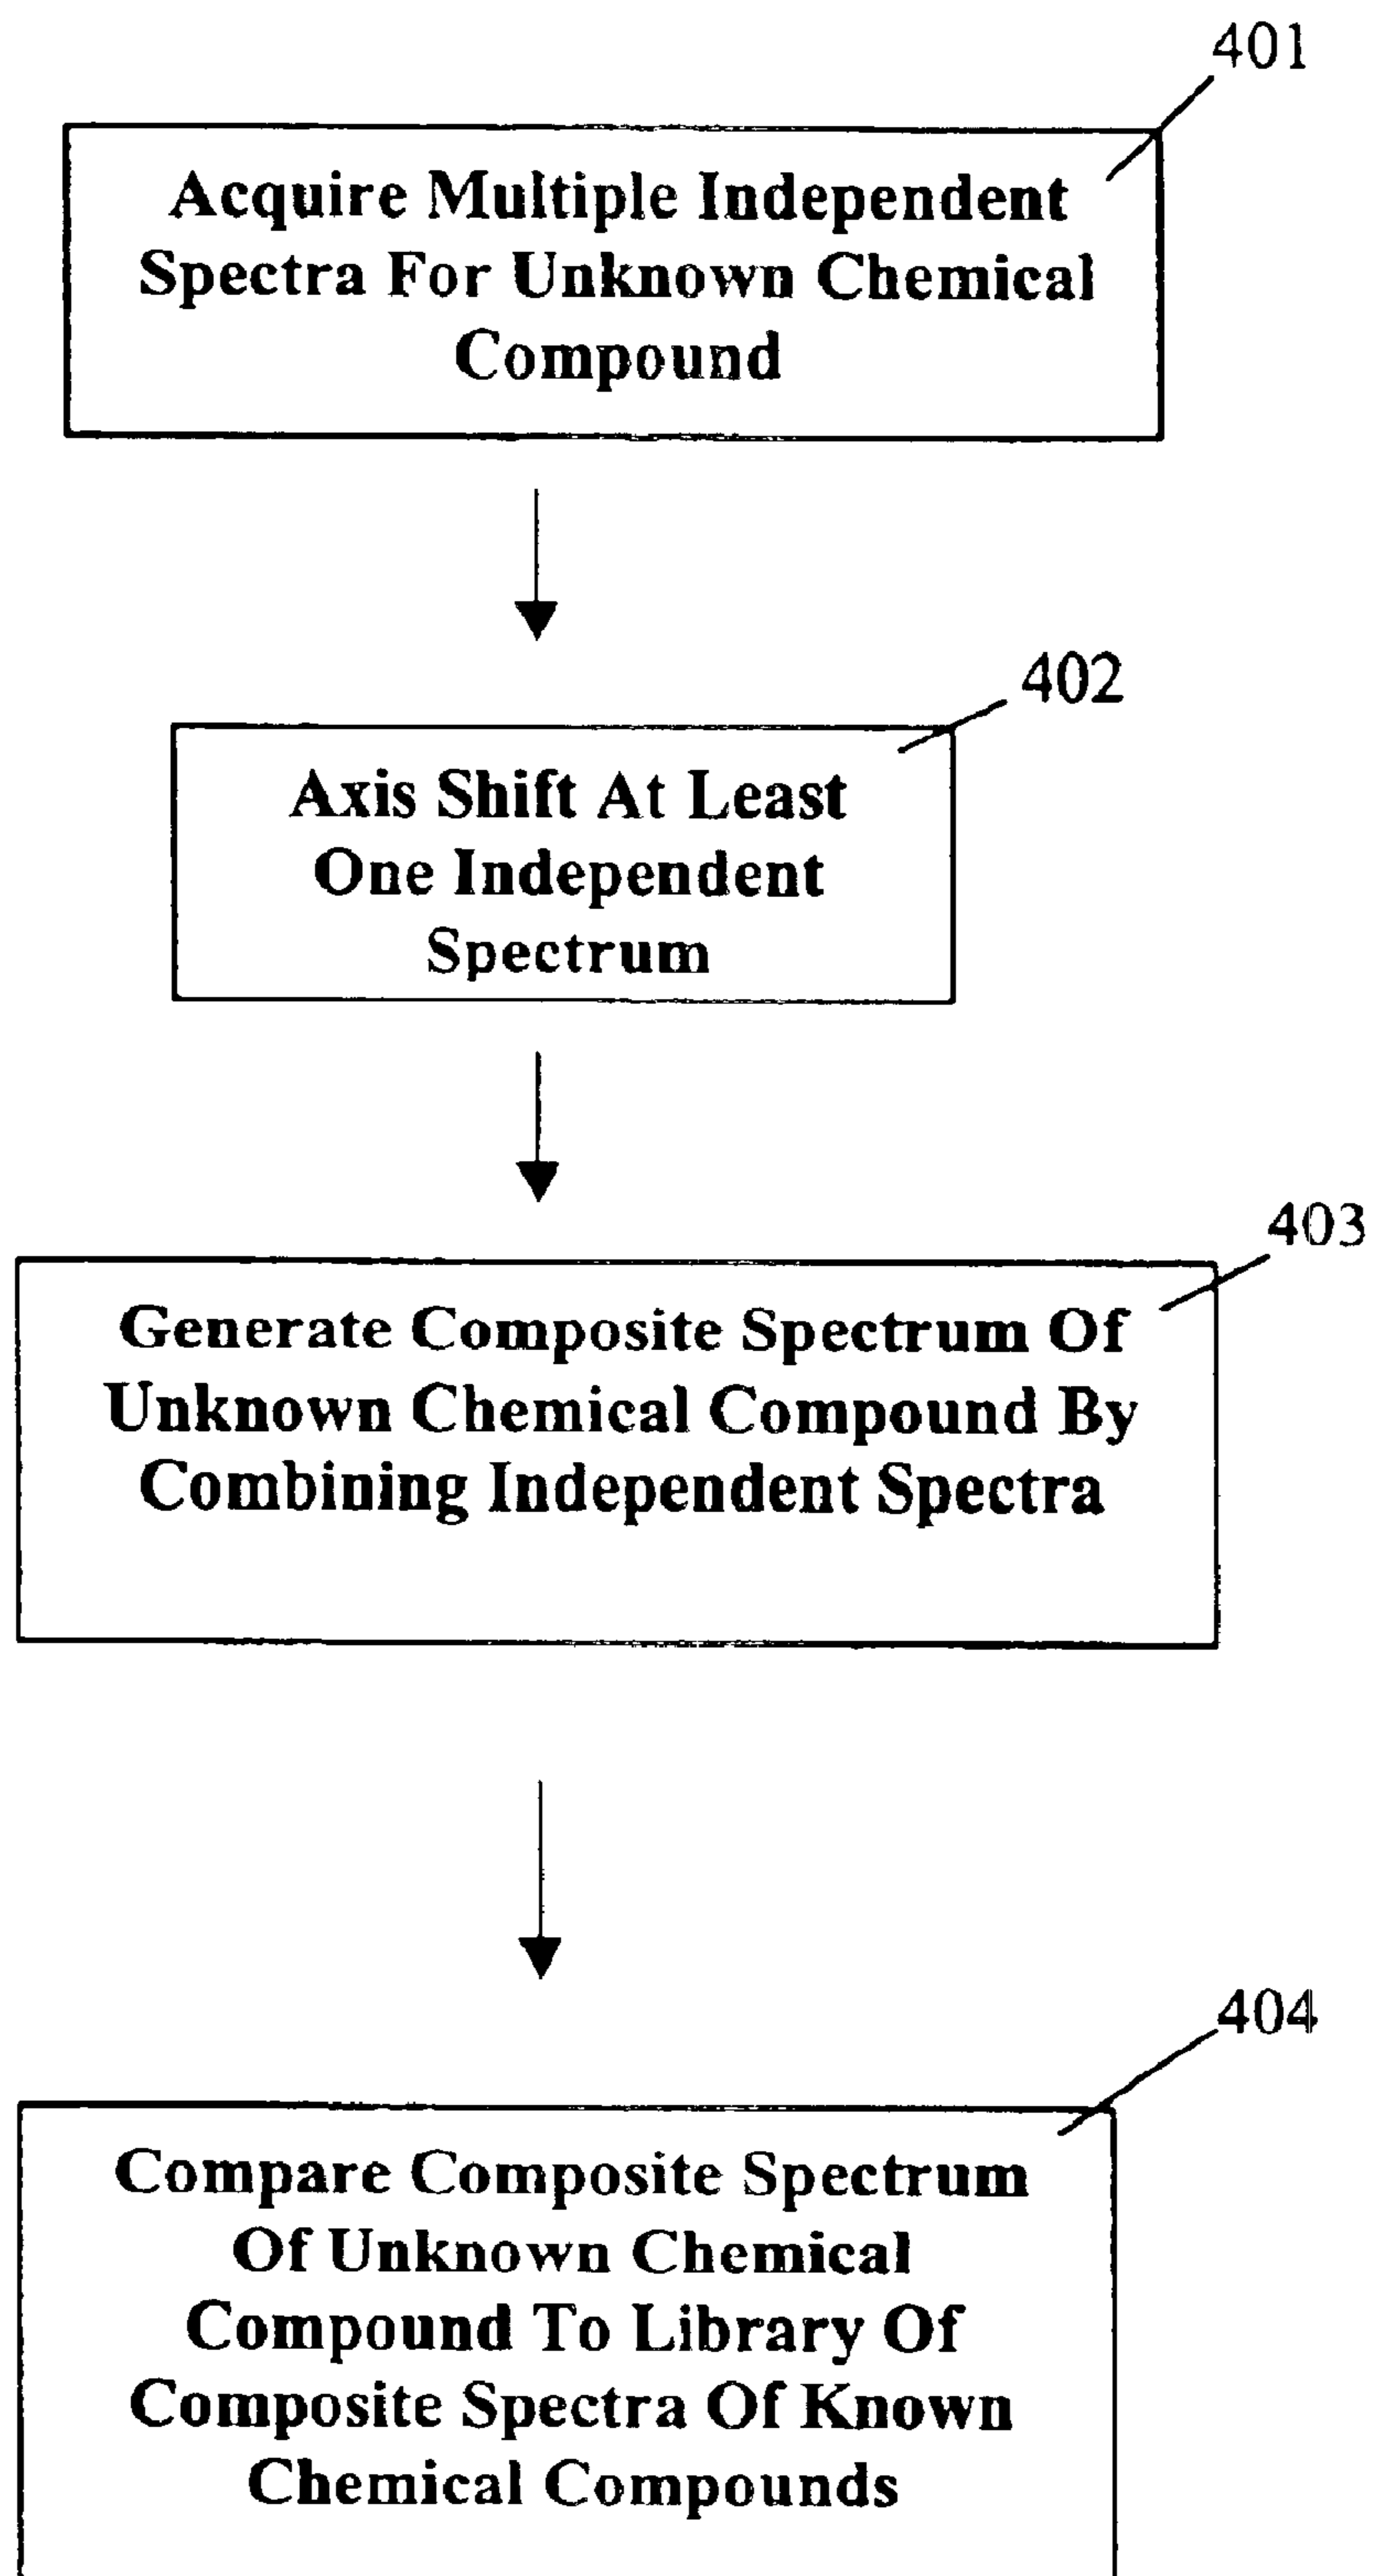 401
Acquire Multiple Independent
Spectra For Unknown Chemical
Compound
402
Axis Shift At Least
One Independent
Spectrum
403
Generate Composite Spectrum Of
Unknown Chemical Compound By
Combining Independent Spectra
404
Compare Composite Spectrum
Of Unknown Chemical
Compound To Library Of
Composite Spectra Of Known
Chemical Compounds